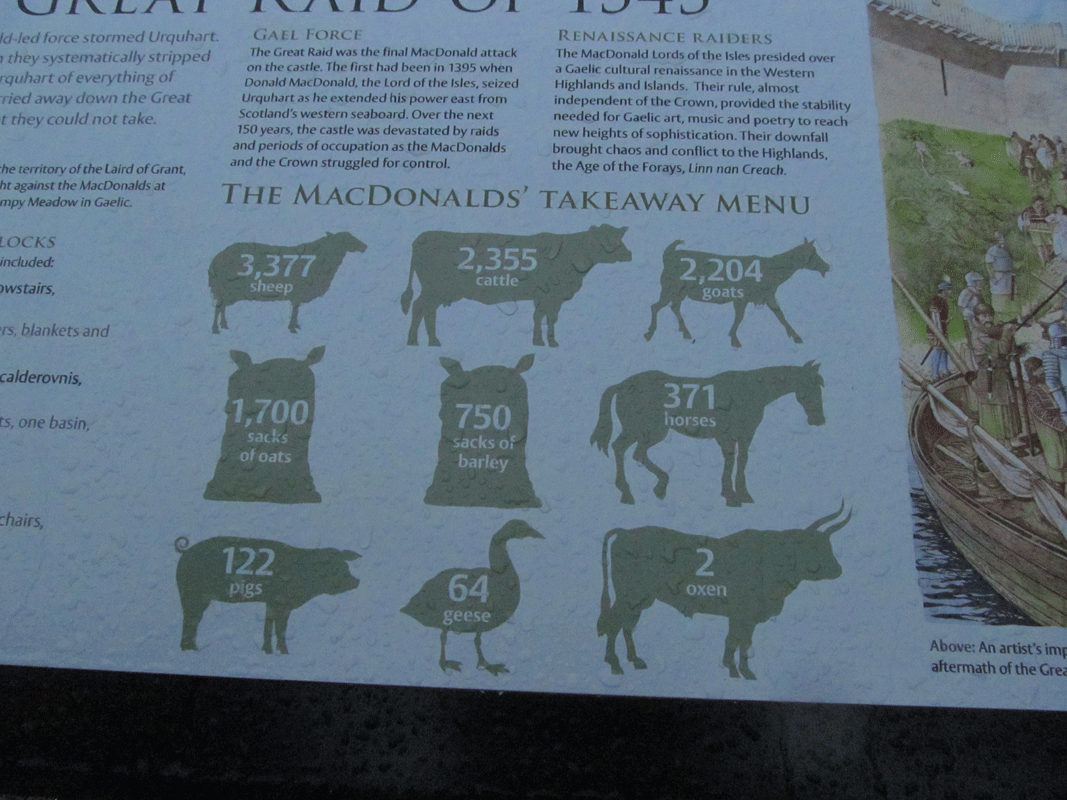 GREAT RAID OF 1545
ld-led force stormed Urquhart.
they systematically stripped
rquhart of everything of
rried away down the Great
t they could not take.
the territory of the Laird of Grant,
ht against the MacDonalds at
mpy Meadow in Gaelic.
LOCKS
included:
owstairs,
ers, blankets and
calderovnis,
ts, one basin,
chairs,
GAEL FORCE
The Great Raid was the final MacDonald attack
on the castle. The first had been in 1395 when
Donald MacDonald, the Lord of the Isles, seized
Urquhart as he extended his power east from
Scotland's western seaboard. Over the next
150 years, the castle was devastated by raids
and periods of occupation as the MacDonalds
and the Crown struggled for control.
RENAISSANCE RAIDERS
The MacDonald Lords of the Isles presided over
a Gaelic cultural renaissance in the Western
Highlands and Islands. Their rule, almost
independent of the Crown, provided the stability
needed for Gaelic art, music and poetry to reach
new heights of sophistication. Their downfall
brought chaos and conflict to the Highlands,
the Age of the Forays, Linn nan Creach.
THE MACDONALDS' TAKEAWAY MENU
3,377
sheep
2,355
cattle
2,204
goats
1,700
sacks
of oats
750
sacks of
barley
371
horses
122
pigs
64
geese
2
oxen
Above: An artist's imp
aftermath of the Grea